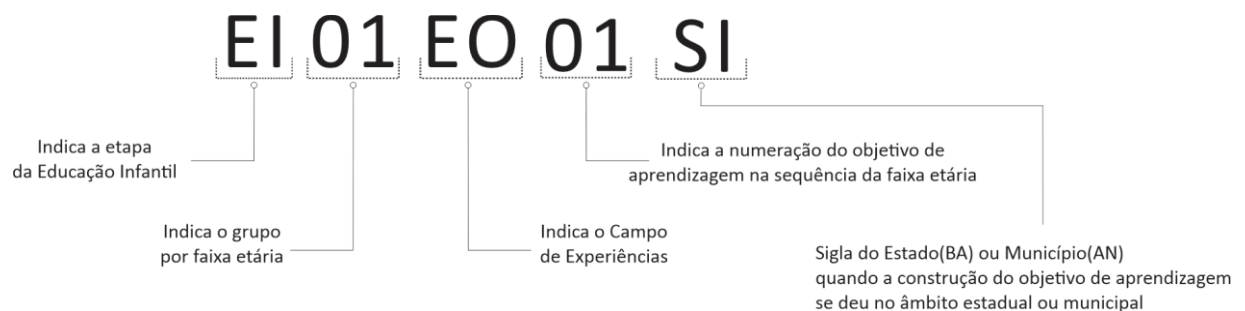 EI 01 EO 01 SI
Indica a etapa
da Educação Infantil
Indica o grupo
por faixa etária
Indica o Campo
de Experiências
Indica a numeração do objetivo de
aprendizagem na sequência da faixa etária
Sigla do Estado(BA) ou Município(AN)
quando a construção do objetivo de aprendizagem
se deu no âmbito estadual ou municipal